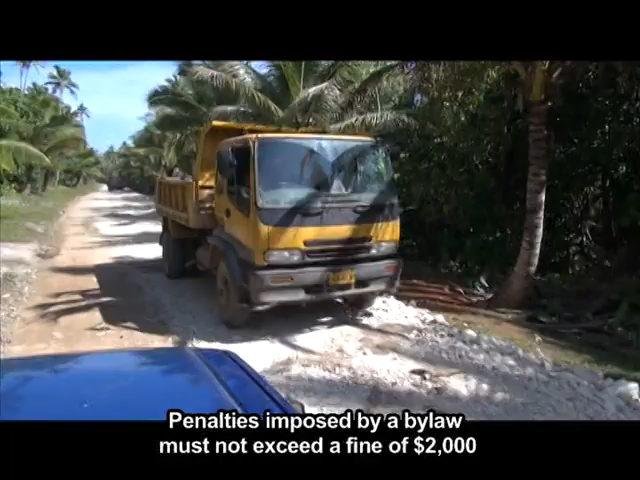 Penalties imposed by a bylaw
must not exceed a fine of $2,000